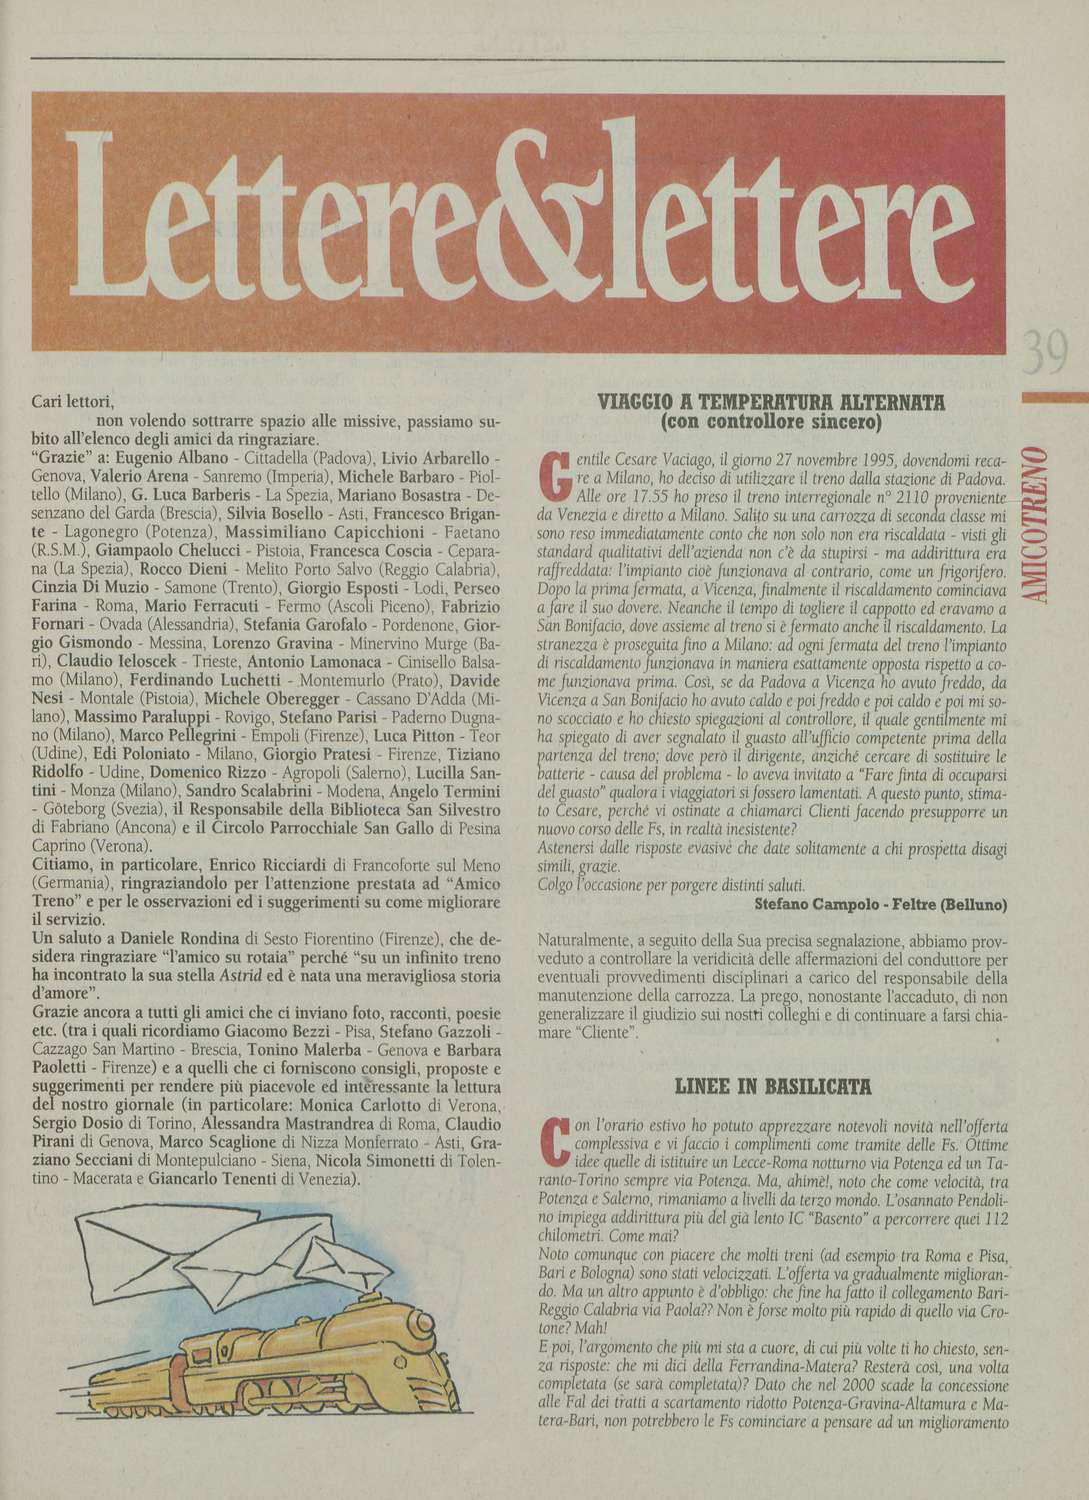 Lettere&lettere
39
AMICOTRENO
Cari lettori,
non volendo sottrarre spazio alle missive, passiamo su-
bito all'elenco degli amici da ringraziare.
“Grazie” a: Eugenio Albano - Cittadella (Padova), Livio Arbarello -
Genova, Valerio Arena - Sanremo (Imperia), Michele Barbaro - Piol-
tello (Milano), G. Luca Barberis - La Spezia, Mariano Bosastra - De-
senzano del Garda (Brescia), Silvia Bosello - Asti, Francesco Brigan-
te - Lagonegro (Potenza), Massimiliano Capicchioni - Faetano
(R.S.M.), Giampaolo Chelucci - Pistoia, Francesca Coscia - Cepara-
na (La Spezia), Rocco Dieni - Melito Porto Salvo (Reggio Calabria),
Cinzia Di Muzio - Samone (Trento), Giorgio Esposti - Lodi, Perseo
Farina - Roma, Mario Ferracuti - Fermo (Ascoli Piceno), Fabrizio
Fornari - Ovada (Alessandria), Stefania Garofalo - Pordenone, Gior-
gio Gismondo - Messina, Lorenzo Gravina - Minervino Murge (Ba-
ri), Claudio Ieloscek - Trieste, Antonio Lamonaca - Cinisello Balsa-
mo (Milano), Ferdinando Luchetti - Montemurlo (Prato), Davide
Nesi - Montale (Pistoia), Michele Oberegger - Cassano D'Adda (Mi-
lano), Massimo Paraluppi - Rovigo, Stefano Parisi - Paderno Dugna-
no (Milano), Marco Pellegrini - Empoli (Firenze), Luca Pitton - Teor
(Udine), Edi Poloniato - Milano, Giorgio Pratesi - Firenze, Tiziano
Ridolfo - Udine, Domenico Rizzo - Agropoli (Salerno), Lucilla San-
tini - Monza (Milano), Sandro Scalabrini - Modena, Angelo Termini
- Göteborg (Svezia), il Responsabile della Biblioteca San Silvestro
di Fabriano (Ancona) e il Circolo Parrocchiale San Gallo di Pesina
Caprino (Verona).
Citiamo, in particolare, Enrico Ricciardi di Francoforte sul Meno
(Germania), ringraziandolo per l'attenzione prestata ad “Amico
Treno” e per le osservazioni ed i suggerimenti su come migliorare
il servizio.
Un saluto a Daniele Rondina di Sesto Fiorentino (Firenze), che de-
sidera ringraziare “l'amico su rotaia” perché “su un infinito treno
ha incontrato la sua stella Astrid ed è nata una meravigliosa storia
d'amore”.
Grazie ancora a tutti gli amici che ci inviano foto, racconti, poesie
etc. (tra i quali ricordiamo Giacomo Bezzi - Pisa, Stefano Gazzoli -
Cazzago San Martino - Brescia, Tonino Malerba - Genova e Barbara
Paoletti - Firenze) e a quelli che ci forniscono consigli, proposte e
suggerimenti per rendere più piacevole ed interessante la lettura
del nostro giornale (in particolare: Monica Carlotto di Verona,
Sergio Dosio di Torino, Alessandra Mastrandrea di Roma, Claudio
Pirani di Genova, Marco Scaglione di Nizza Monferrato - Asti, Gra-
ziano Secciani di Montepulciano - Siena, Nicola Simonetti di Tolen-
tino - Macerata e Giancarlo Tenenti di Venezia).
VIAGGIO A TEMPERATURA ALTERNATA
(con controllore sincero)
Gentile Cesare Vaciago, il giorno 27 novembre 1995, dovendomi reca-
re a Milano, ho deciso di utilizzare il treno dalla stazione di Padova.
Alle ore 17.55 ho preso il treno interregionale n° 2110 proveniente
da Venezia e diretto a Milano. Salito su una carrozza di seconda classe mi
sono reso immediatamente conto che non solo non era riscaldata - visti gli
standard qualitativi dell'azienda non c'è da stupirsi - ma addirittura era
raffreddata: l'impianto cioè funzionava al contrario, come un frigorifero.
Dopo la prima fermata, a Vicenza, finalmente il riscaldamento cominciava
a fare il suo dovere. Neanche il tempo di togliere il cappotto ed eravamo a
San Bonifacio, dove assieme al treno si è fermato anche il riscaldamento. La
stranezza è proseguita fino a Milano: ad ogni fermata del treno l'impianto
di riscaldamento funzionava in maniera esattamente opposta rispetto a co-
me funzionava prima. Così, se da Padova a Vicenza ho avuto freddo, da
Vicenza a San Bonifacio ho avuto caldo e poi freddo e poi caldo e poi mi so-
no scocciato e ho chiesto spiegazioni al controllore, il quale gentilmente mi
ha spiegato di aver segnalato il guasto all'ufficio competente prima della
partenza del treno; dove però il dirigente, anziché cercare di sostituire le
batterie - causa del problema - lo aveva invitato a “Fare finta di occuparsi
del guasto” qualora i viaggiatori si fossero lamentati. A questo punto, stima-
to Cesare, perché vi ostinate a chiamarci Clienti facendo presupporre un
nuovo corso delle Fs, in realtà inesistente?
Astenersi dalle risposte evasive che date solitamente a chi prospetta disagi
simili, grazie.
Colgo l'occasione per porgere distinti saluti.
Stefano Campolo - Feltre (Belluno)
Naturalmente, a seguito della Sua precisa segnalazione, abbiamo prov-
veduto a controllare la veridicità delle affermazioni del conduttore per
eventuali provvedimenti disciplinari a carico del responsabile della
manutenzione della carrozza. La prego, nonostante l'accaduto, di non
generalizzare il giudizio sui nostri colleghi e di continuare a farsi chia-
mare “Cliente”.
LINEE IN BASILICATA
Con l'orario estivo ho potuto apprezzare notevoli novità nell'offerta
complessiva e vi faccio i complimenti come tramite delle Fs. Ottime
idee quelle di istituire un Lecce-Roma notturno via Potenza ed un Ta-
ranto-Torino sempre via Potenza. Ma, ahimè!, noto che come velocità, tra
Potenza e Salerno, rimaniamo a livelli da terzo mondo. L'osannato Pendoli-
no impiega addirittura più del già lento IC “Basento” a percorrere quei 112
chilometri. Come mai?
Noto comunque con piacere che molti treni (ad esempio tra Roma e Pisa,
Bari e Bologna) sono stati velocizzati. L'offerta va gradualmente miglioran-
do. Ma un altro appunto è d'obbligo: che fine ha fatto il collegamento Bari-
Reggio Calabria via Paola?? Non è forse molto più rapido di quello via Cro-
tone? Mah!
E poi, l'argomento che più mi sta a cuore, di cui più volte ti ho chiesto, sen-
za risposte: che mi dici della Ferrandina-Matera? Resterà così, una volta
completata (se sarà completata)? Dato che nel 2000 scade la concessione
alle Fal dei tratti a scartamento ridotto Potenza-Gravina-Altamura e Ma-
tera-Bari, non potrebbero le Fs cominciare a pensare ad un miglioramento